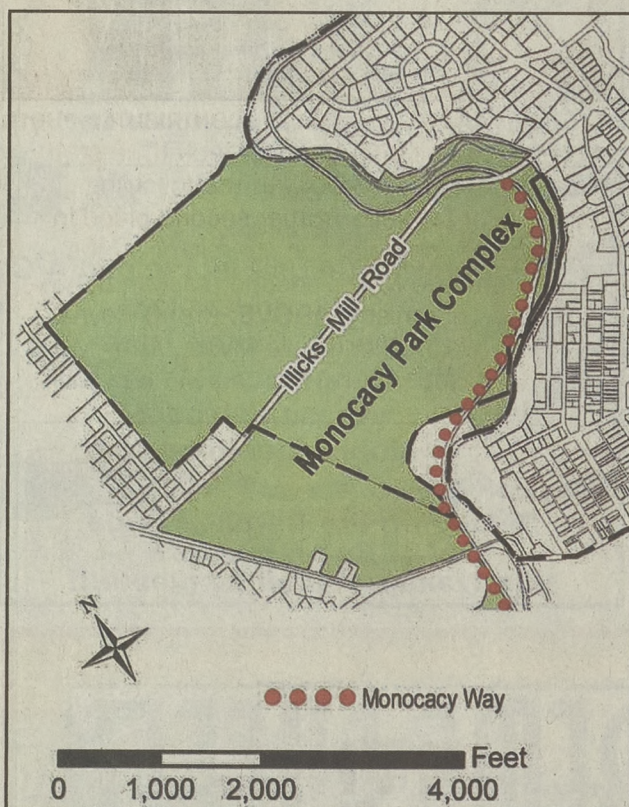 Illicks Mill Road
Monocacy Park Complex
N
Monocacy Way
Feet
0 1,000 2,000 4,000